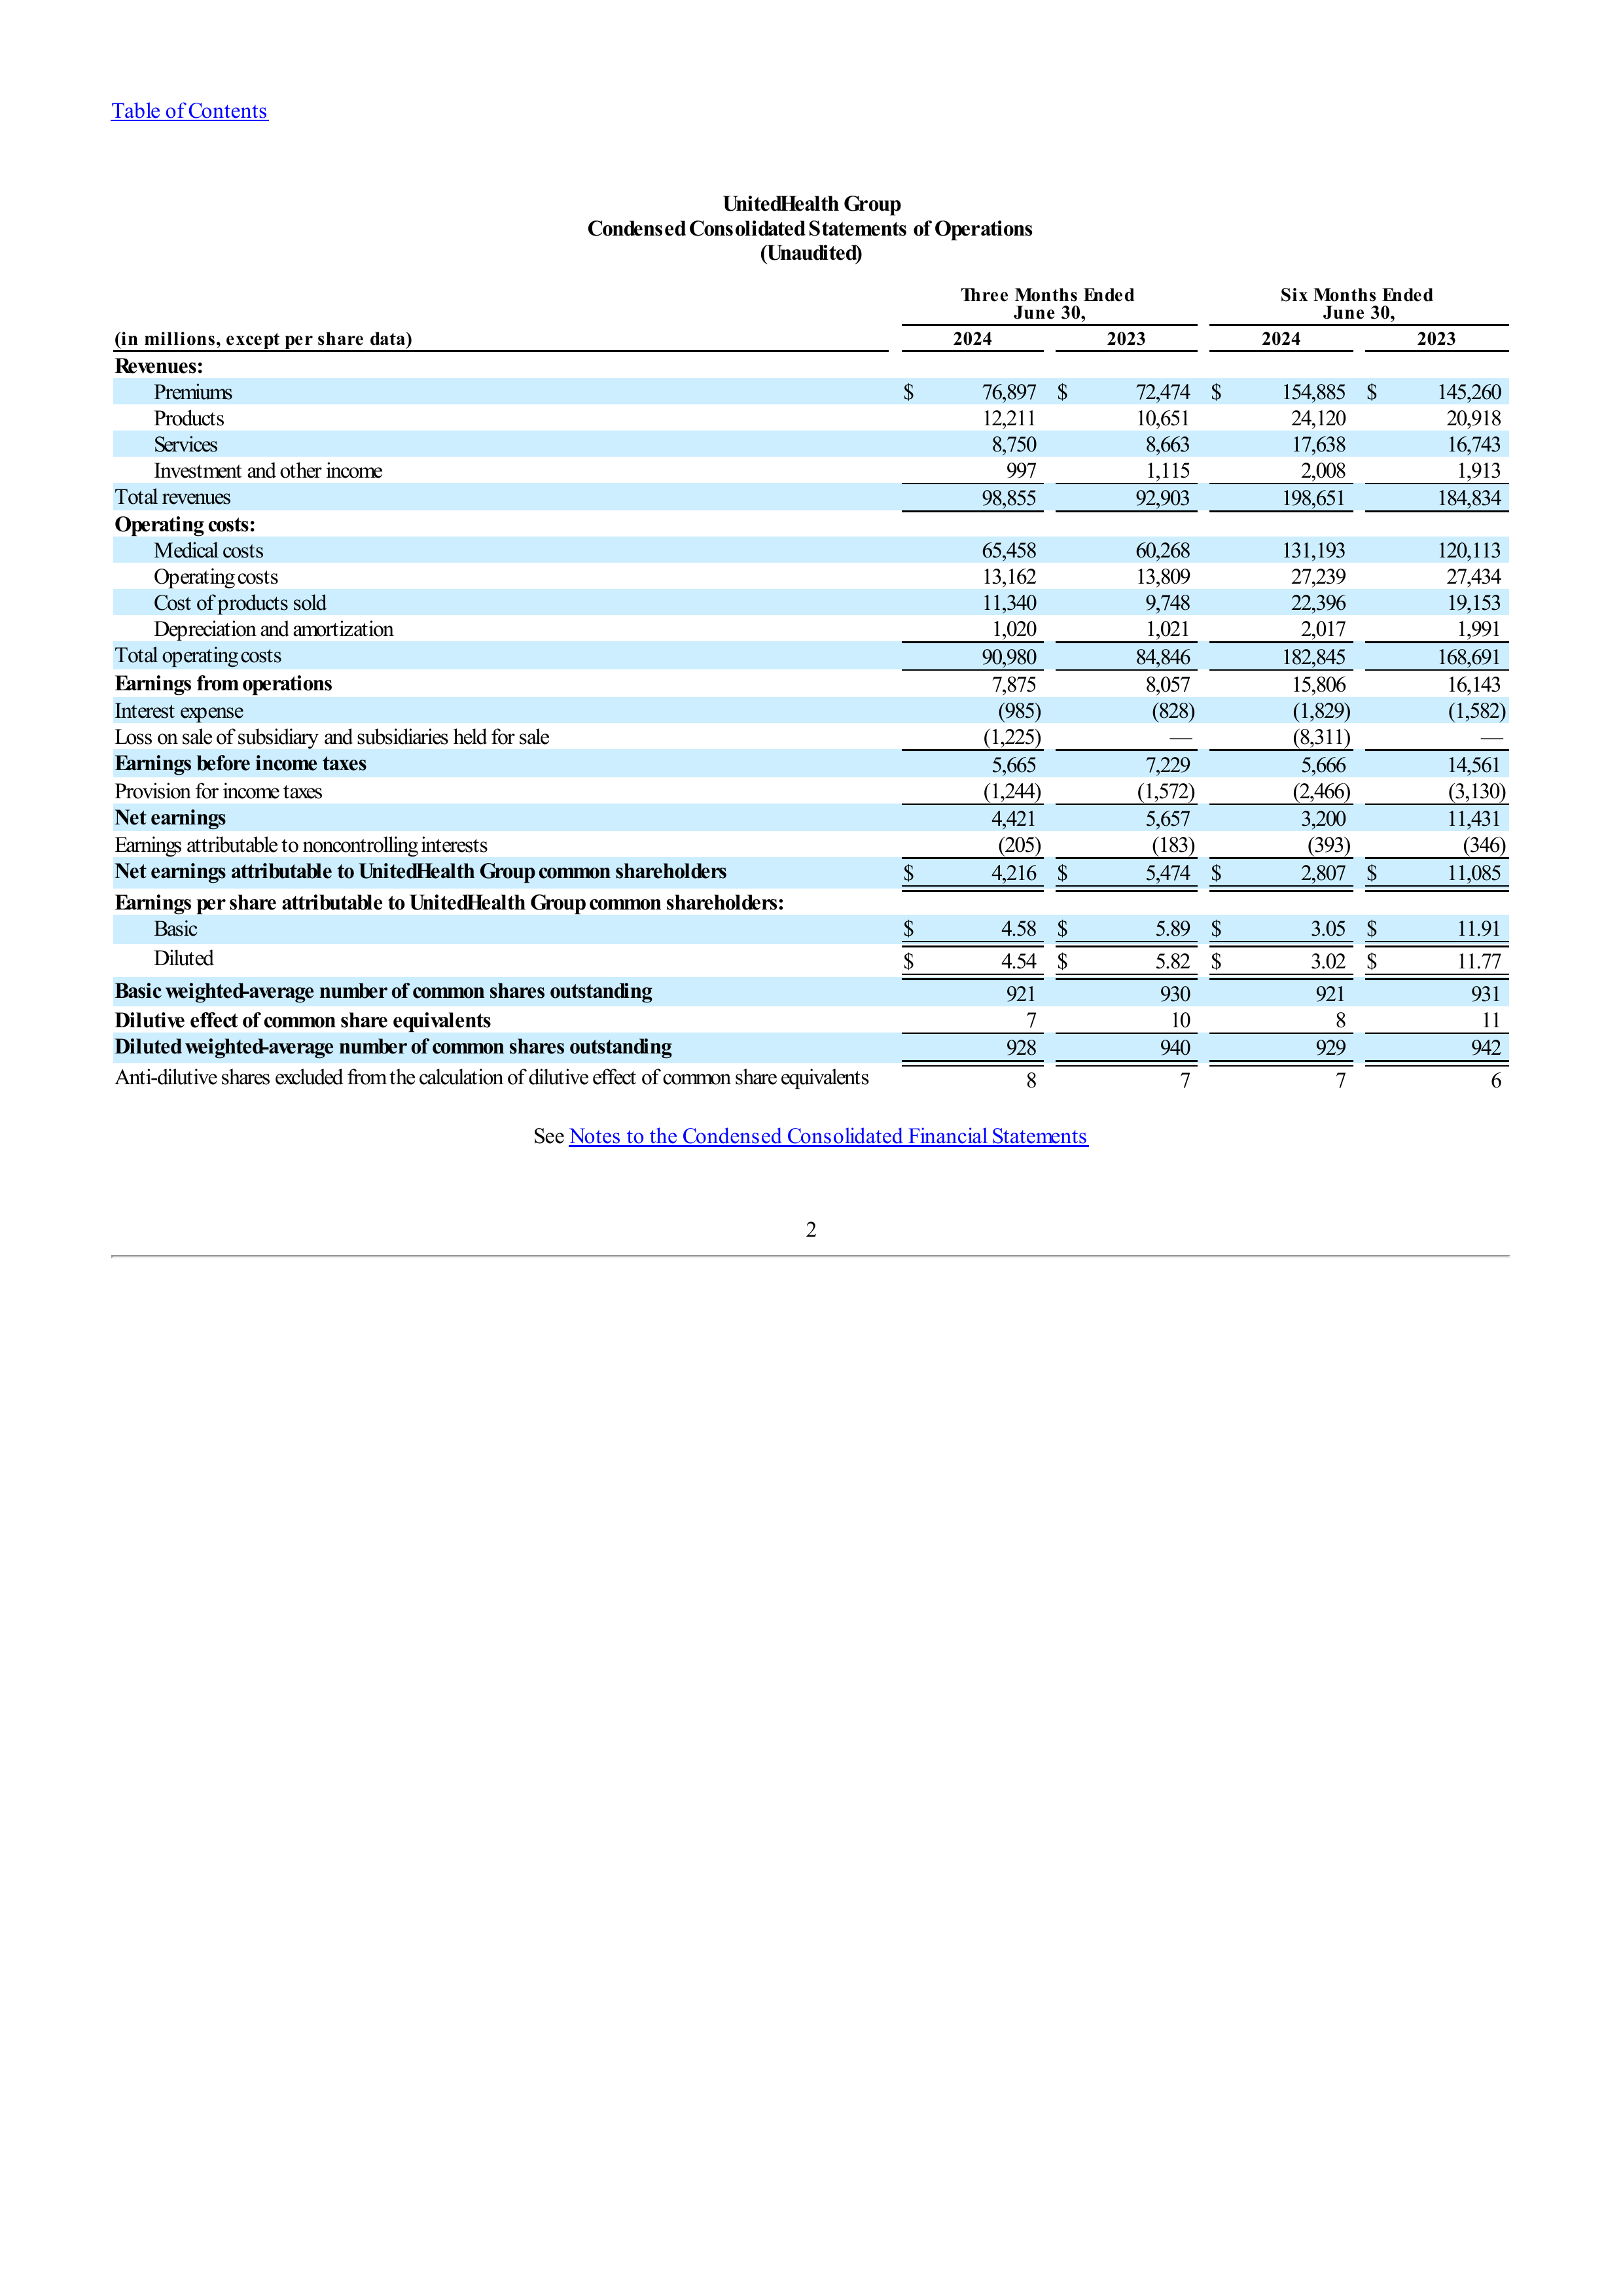 Table of Contents
UnitedHealth Group
Condensed Consolidated Statements of Operations
(Unaudited)
Three Months Ended June 30, Six Months Ended June 30,
(in millions, except per share data) 2024 2023 2024 2023
Revenues:
Premiums $ 76,897 $ 72,474 $ 154,885 $ 145,260
Products 12,211 10,651 24,120 20,918
Services 8,750 8,663 17,638 16,743
Investment and other income 997 1,115 2,008 1,913
Total revenues 98,855 92,903 198,651 184,834
Operating costs:
Medical costs 65,458 60,268 131,193 120,113
Operating costs 13,162 13,809 27,239 27,434
Cost of products sold 11,340 9,748 22,396 19,153
Depreciation and amortization 1,020 1,021 2,017 1,991
Total operating costs 90,980 84,846 182,845 168,691
Earnings from operations 7,875 8,057 15,806 16,143
Interest expense (985) (828) (1,829) (1,582)
Loss on sale of subsidiary and subsidiaries held for sale (1,225) — (8,311) —
Earnings before income taxes 5,665 7,229 5,666 14,561
Provision for income taxes (1,244) (1,572) (2,466) (3,130)
Net earnings 4,421 5,657 3,200 11,431
Earnings attributable to noncontrolling interests (205) (183) (393) (346)
Net earnings attributable to UnitedHealth Group common shareholders $ 4,216 $ 5,474 $ 2,807 $ 11,085
Earnings per share attributable to UnitedHealth Group common shareholders:
Basic $ 4.58 $ 5.89 $ 3.05 $ 11.91
Diluted $ 4.54 $ 5.82 $ 3.02 $ 11.77
Basic weighted-average number of common shares outstanding 921 930 921 931
Dilutive effect of common share equivalents 7 10 8 11
Diluted weighted-average number of common shares outstanding 928 940 929 942
Anti-dilutive shares excluded from the calculation of dilutive effect of common share equivalents 8 7 7 6
See Notes to the Condensed Consolidated Financial Statements
2